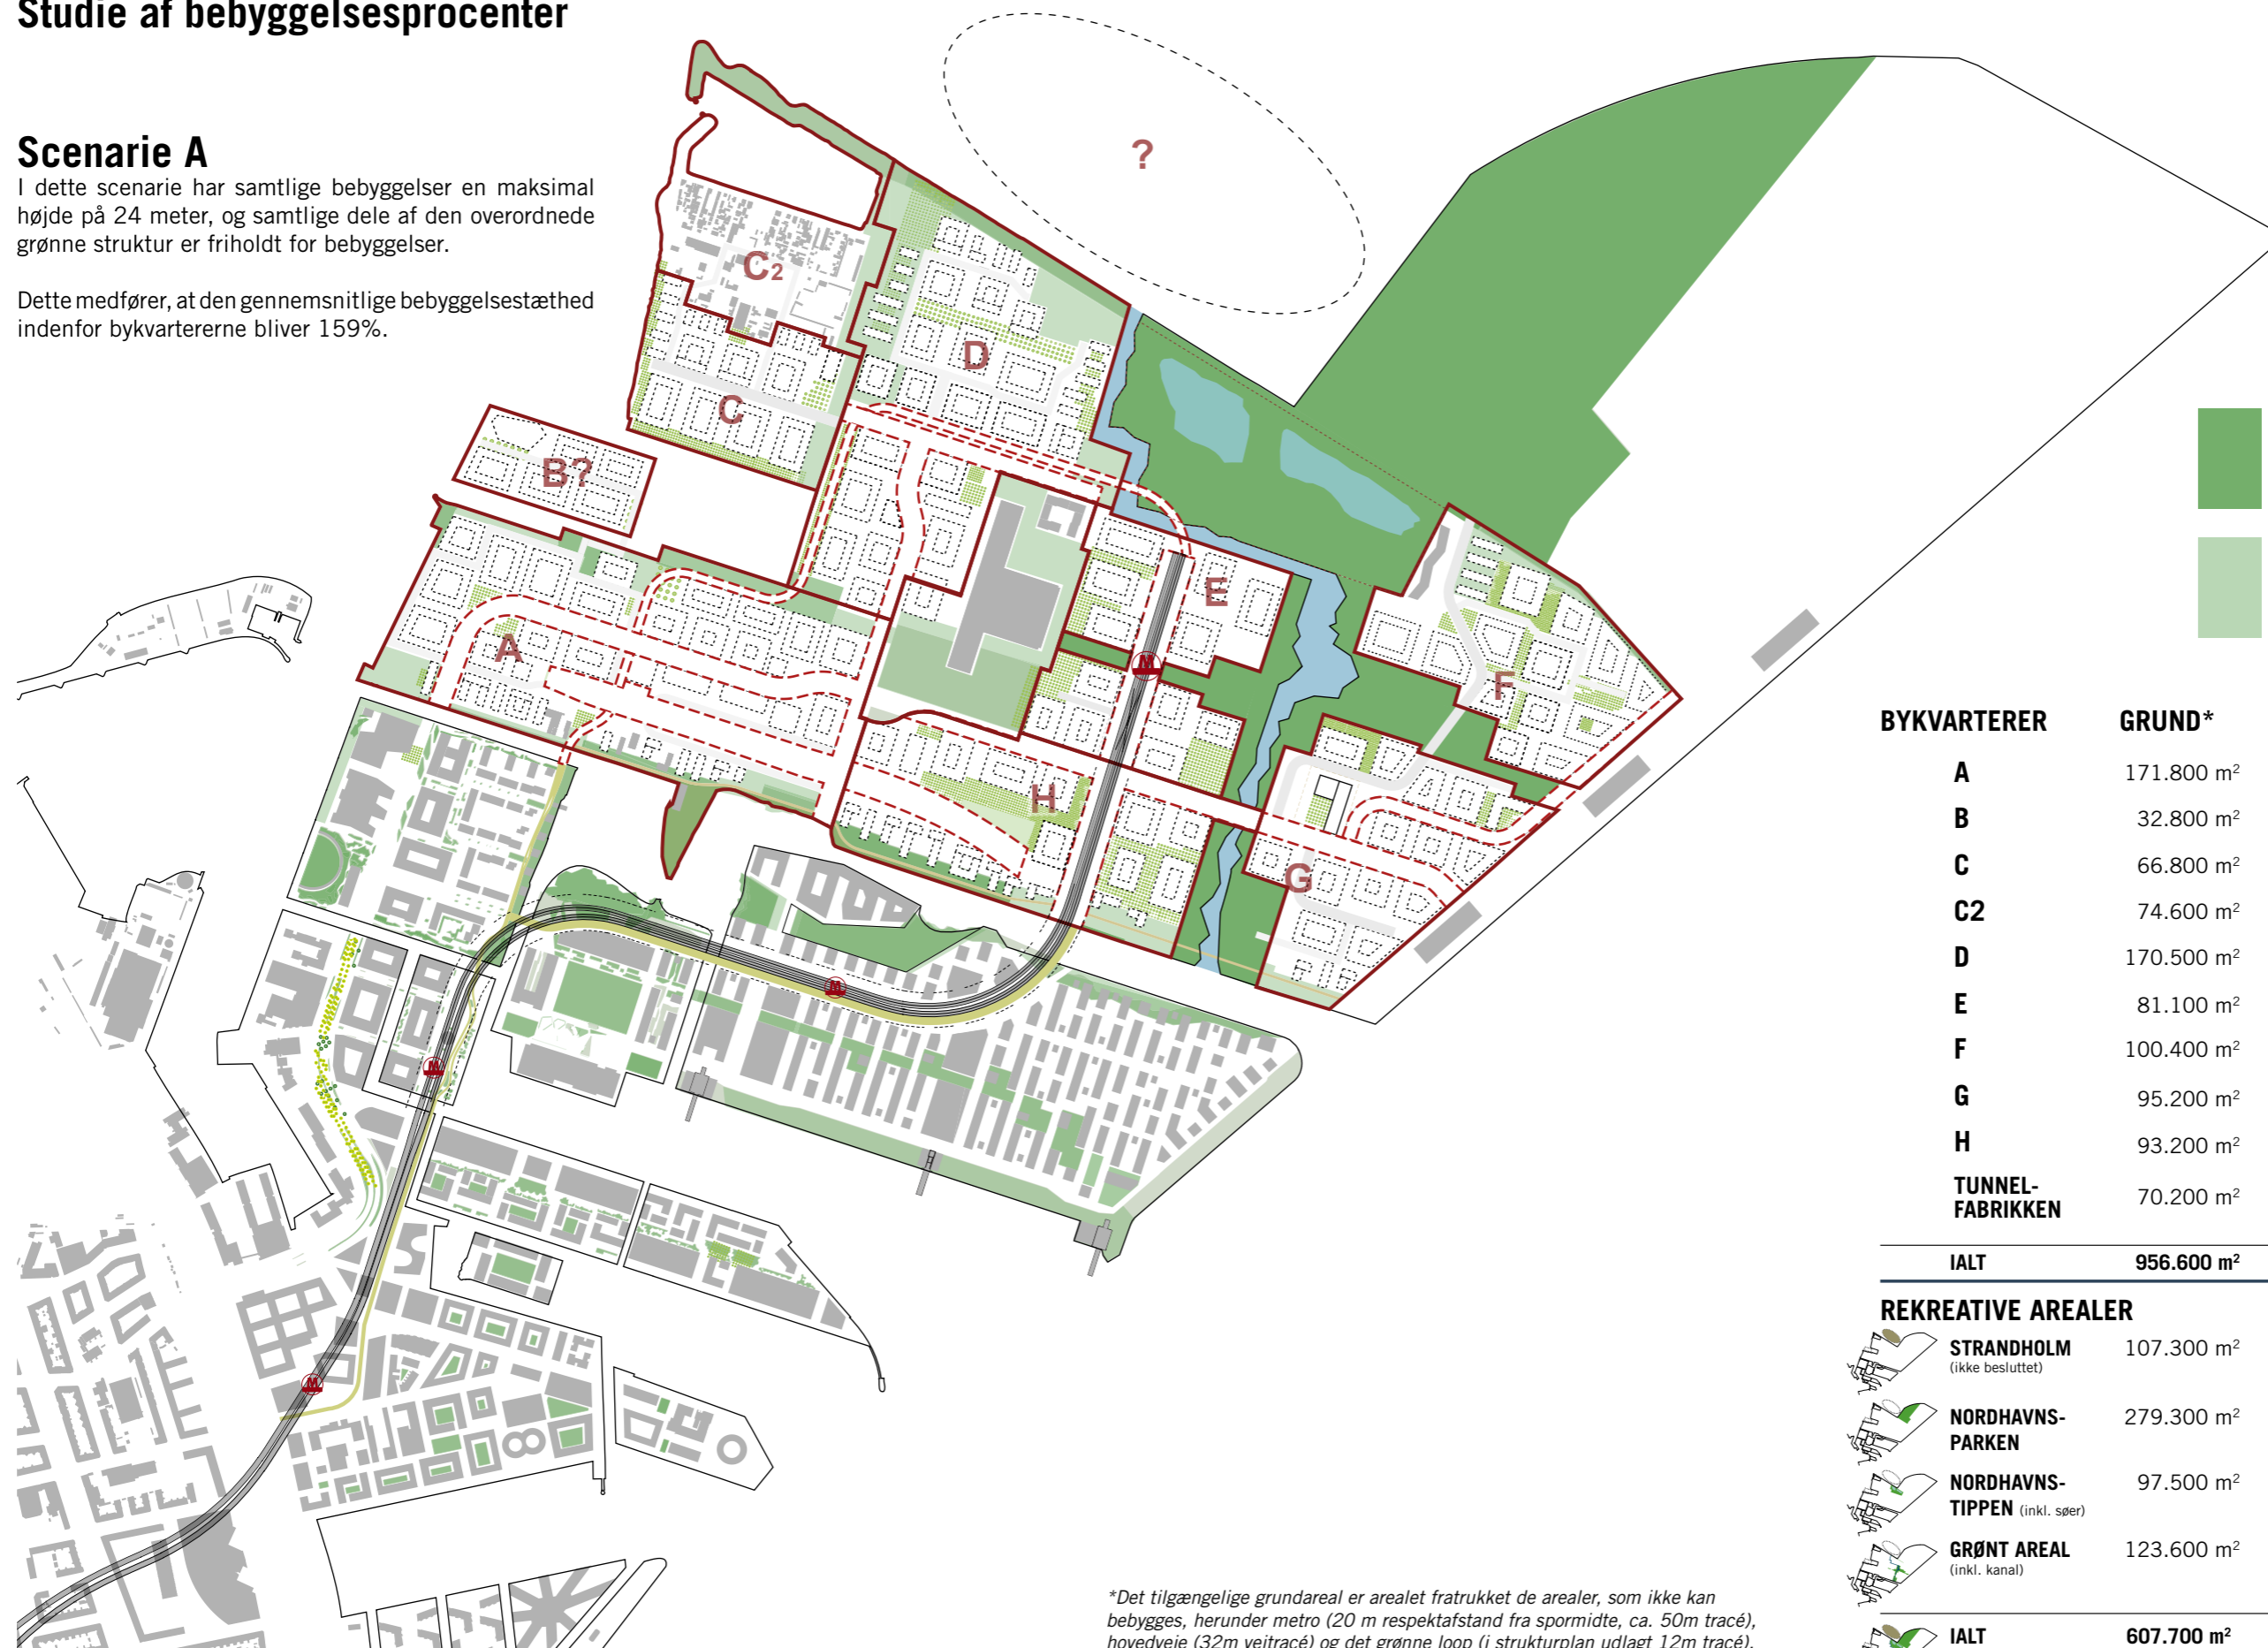 Studie af bebyggelsesprocenter
Scenarie A
I dette scenarie har samtlige bebyggelser en maksimal
højde på 24 meter, og samtlige dele af den overordnede
grønne struktur er friholdt for bebyggelser.
Dette medfører, at den gennemsnitlige bebyggelsestæthed
indenfor bykvartererne bliver 159%.
?
C2
D
C
B?
E
A
F
H
G
M
M
M
M
BYKVARTERER GRUND*
A 171.800 m²
B 32.800 m²
C 66.800 m²
C2 74.600 m²
D 170.500 m²
E 81.100 m²
F 100.400 m²
G 95.200 m²
H 93.200 m²
TUNNEL-
FABRIKKEN 70.200 m²
IALT 956.600 m²
REKREATIVE AREALER
STRANDHOLM 107.300 m²
(ikke besluttet)
NORDHAVNS- 279.300 m²
PARKEN
NORDHAVNS- 97.500 m²
TIPPEN (inkl. søer)
GRØNT AREAL 123.600 m²
(inkl. kanal)
IALT 607.700 m²
*Det tilgængelige grundareal er arealet fratrukket de arealer, som ikke kan
bebygges, herunder metro (20 m respektafstand fra spormidte, ca. 50m tracé),
hovedveje (32m vejtracé) og det grønne loop (i strukturplan udlagt 12m tracé).